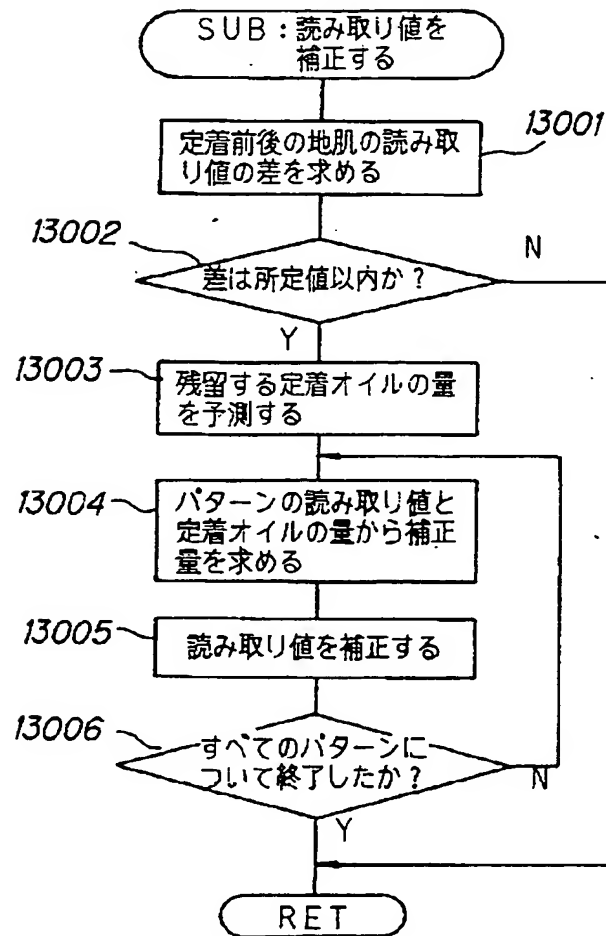 SUB:読み取り値を
補正する
13001
定着前後の地肌の読み取
り値の差を求める
13002
N
差は所定値以内か?
Y
13003
残留する定着オイルの量
を予測する
13004
パターンの読み取り値と
定着オイルの量から補正
量を求める
13005
読み取り値を補正する
13006
すべてのパターンに
ついて終了したか?
N
Y
RET